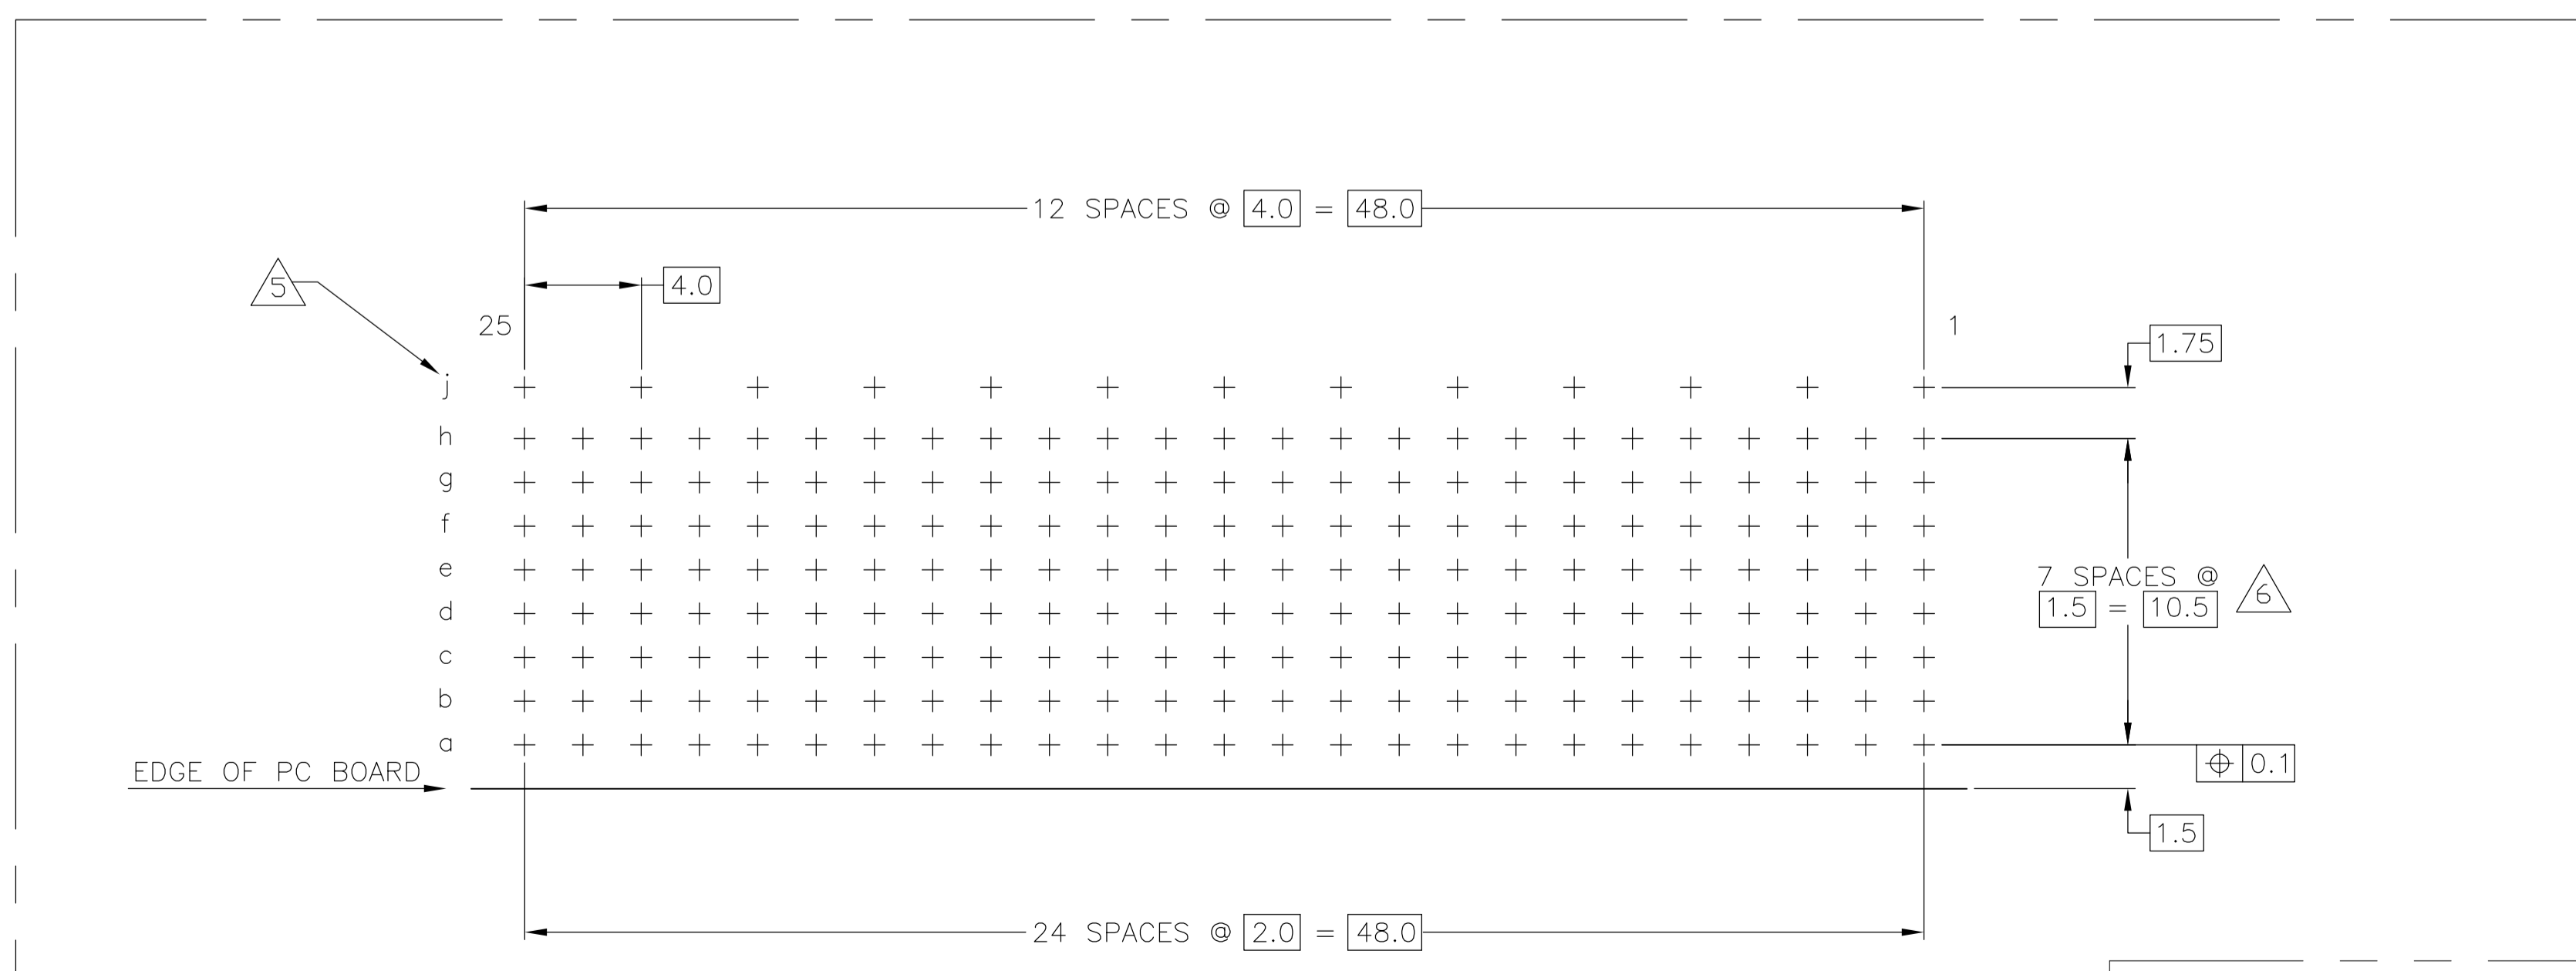 12 SPACES @ 4.0 = 48.0
5
4.0
25
1
1.75
j
h
g
f
e
7 SPACES @
6
1.5 = 10.5
d
c
b
a
EDGE OF PC BOARD
⌖ 0.1
1.5
24 SPACES @ 2.0 = 48.0